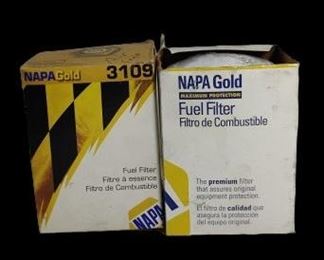 NAPA Gold 3109
Fuel Filter
Filtro à essence
Filtro de Combustible
NAPA
NAPA Gold
MAXIMUM PROTECTION
Fuel Filter
Filtro de Combustible
The premium filter
that assures original
equipment protection.
El filtro de calidad que
asegura la protección
del equipo original.